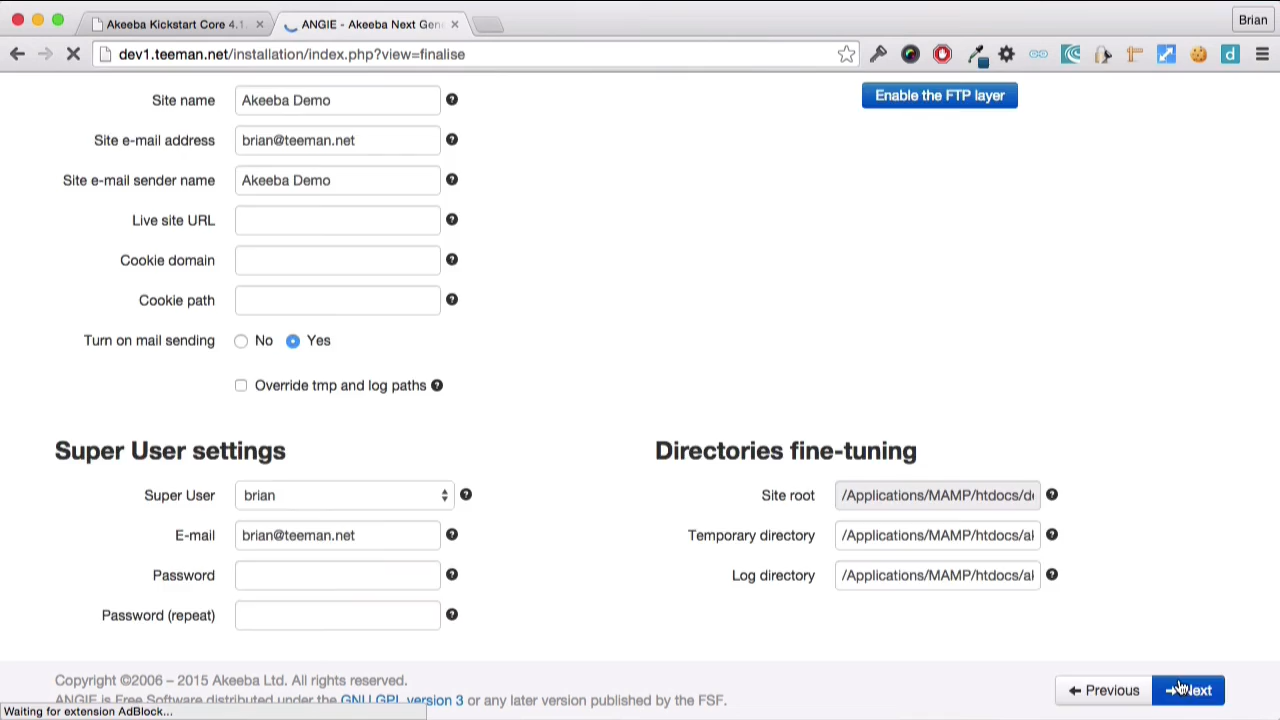 Akeeba Kickstart Core 4.1.
ANGIE - Akeeba Next Gene
Brian
dev1.teeman.net/installation/index.php?view=finalise
Site name
Akeeba Demo
Enable the FTP layer
Site e-mail address
brian@teeman.net
Site e-mail sender name
Akeeba Demo
Live site URL
Cookie domain
Cookie path
Turn on mail sending
No
Yes
Override tmp and log paths
Super User settings
Directories fine-tuning
Super User
brian
Site root
/Applications/MAMP/htdocs/de
E-mail
brian@teeman.net
Temporary directory
/Applications/MAMP/htdocs/al
Password
Log directory
/Applications/MAMP/htdocs/al
Password (repeat)
Copyright ©2006 – 2015 Akeeba Ltd. All rights reserved.
Previous
Next
ANGIE is Free Software distributed under the GNU GPL version 3 or any later version published by the FSF.
Waiting for extension AdBlock...